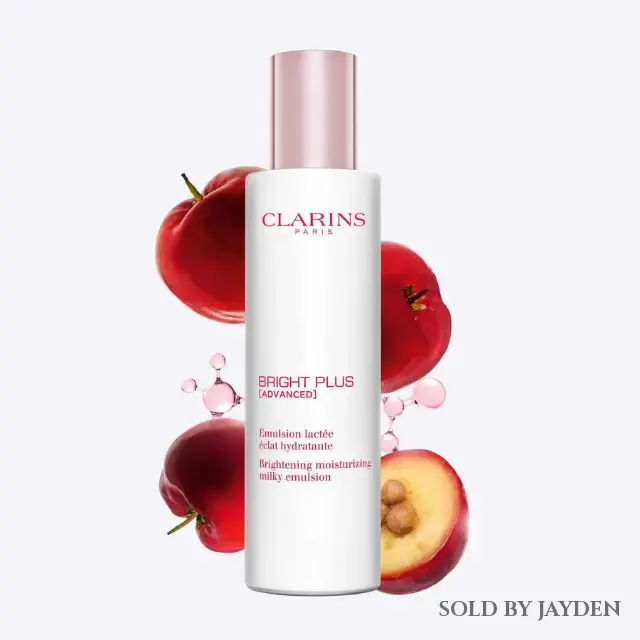 CLARINS
PARIS
BRIGHT PLUS
[ADVANCED]
Émulsion lactée
éclat hydratante
Brightening moisturizing
milky emulsion
SOLD BY JAYDEN